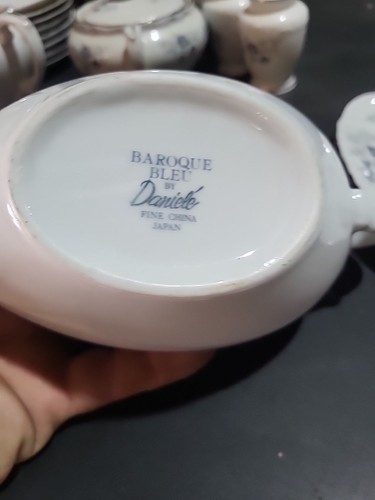 BAROQUE
BLEU
BY
Danielé
FINE CHINA
JAPAN